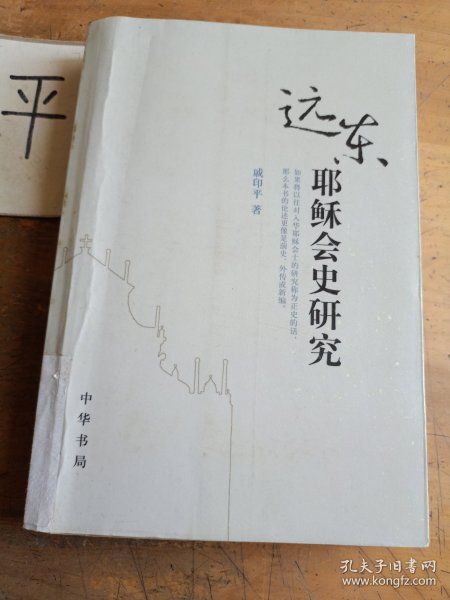 平
远东
耶稣会史研究
如果将以往对入华耶稣会士的研究称为正史的话，
那么本书的论述更像是前史、外传或新编。
戚印平 著
中华书局
孔夫子旧书网
www.kongfz.com